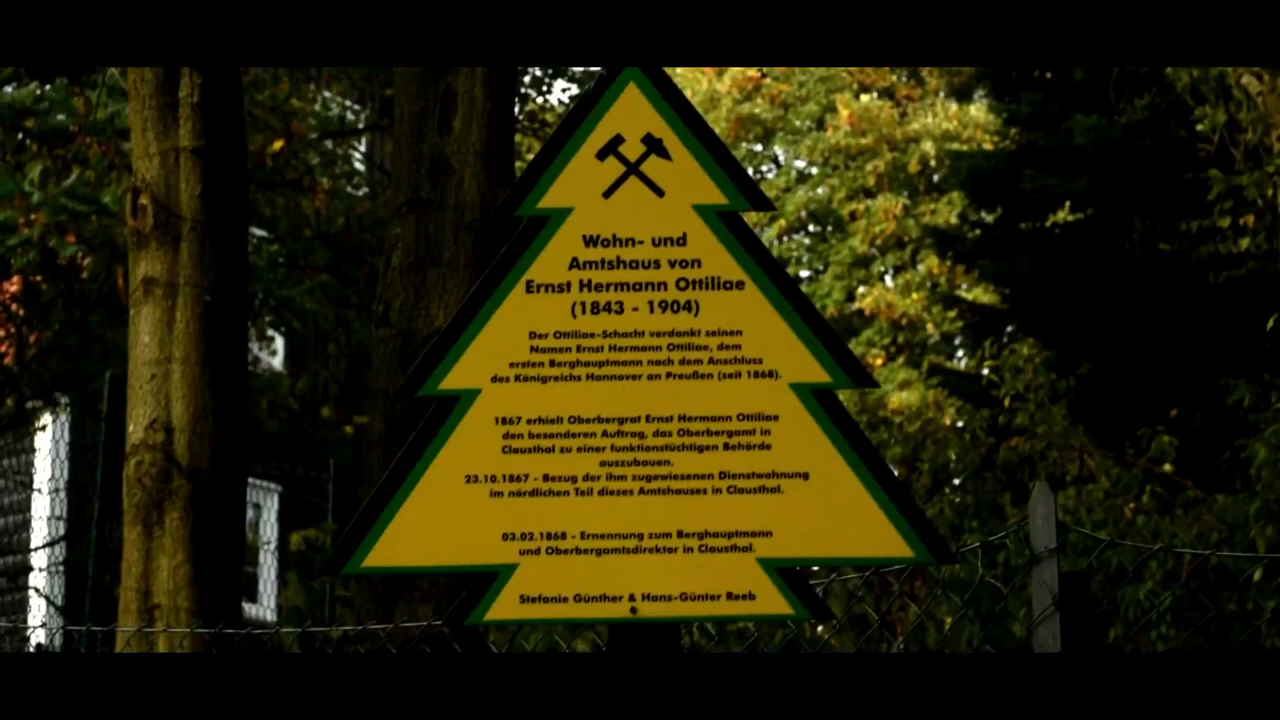 Wohn- und
Amtshaus von
Ernst Hermann Ottiliae
(1843 - 1904)
Der Ottiliae-Schacht verdankt seinen
Namen Ernst Hermann Ottiliae, dem
ersten Berghauptmann nach dem Anschluss
des Königreichs Hannover an Preußen (seit 1868).
1867 erhielt Oberbergrat Ernst Hermann Ottiliae
den besonderen Auftrag, das Oberbergamt in
Clausthal zu einer funktionstüchtigen Behörde
auszubauen.
23.10.1867 - Bezug der ihm zugewiesenen Dienstwohnung
im nördlichen Teil dieses Amtshauses in Clausthal.
03.02.1868 - Ernennung zum Berghauptmann
und Oberbergamtsdirektor in Clausthal.
Stefanie Günther & Hans-Günter Reeb